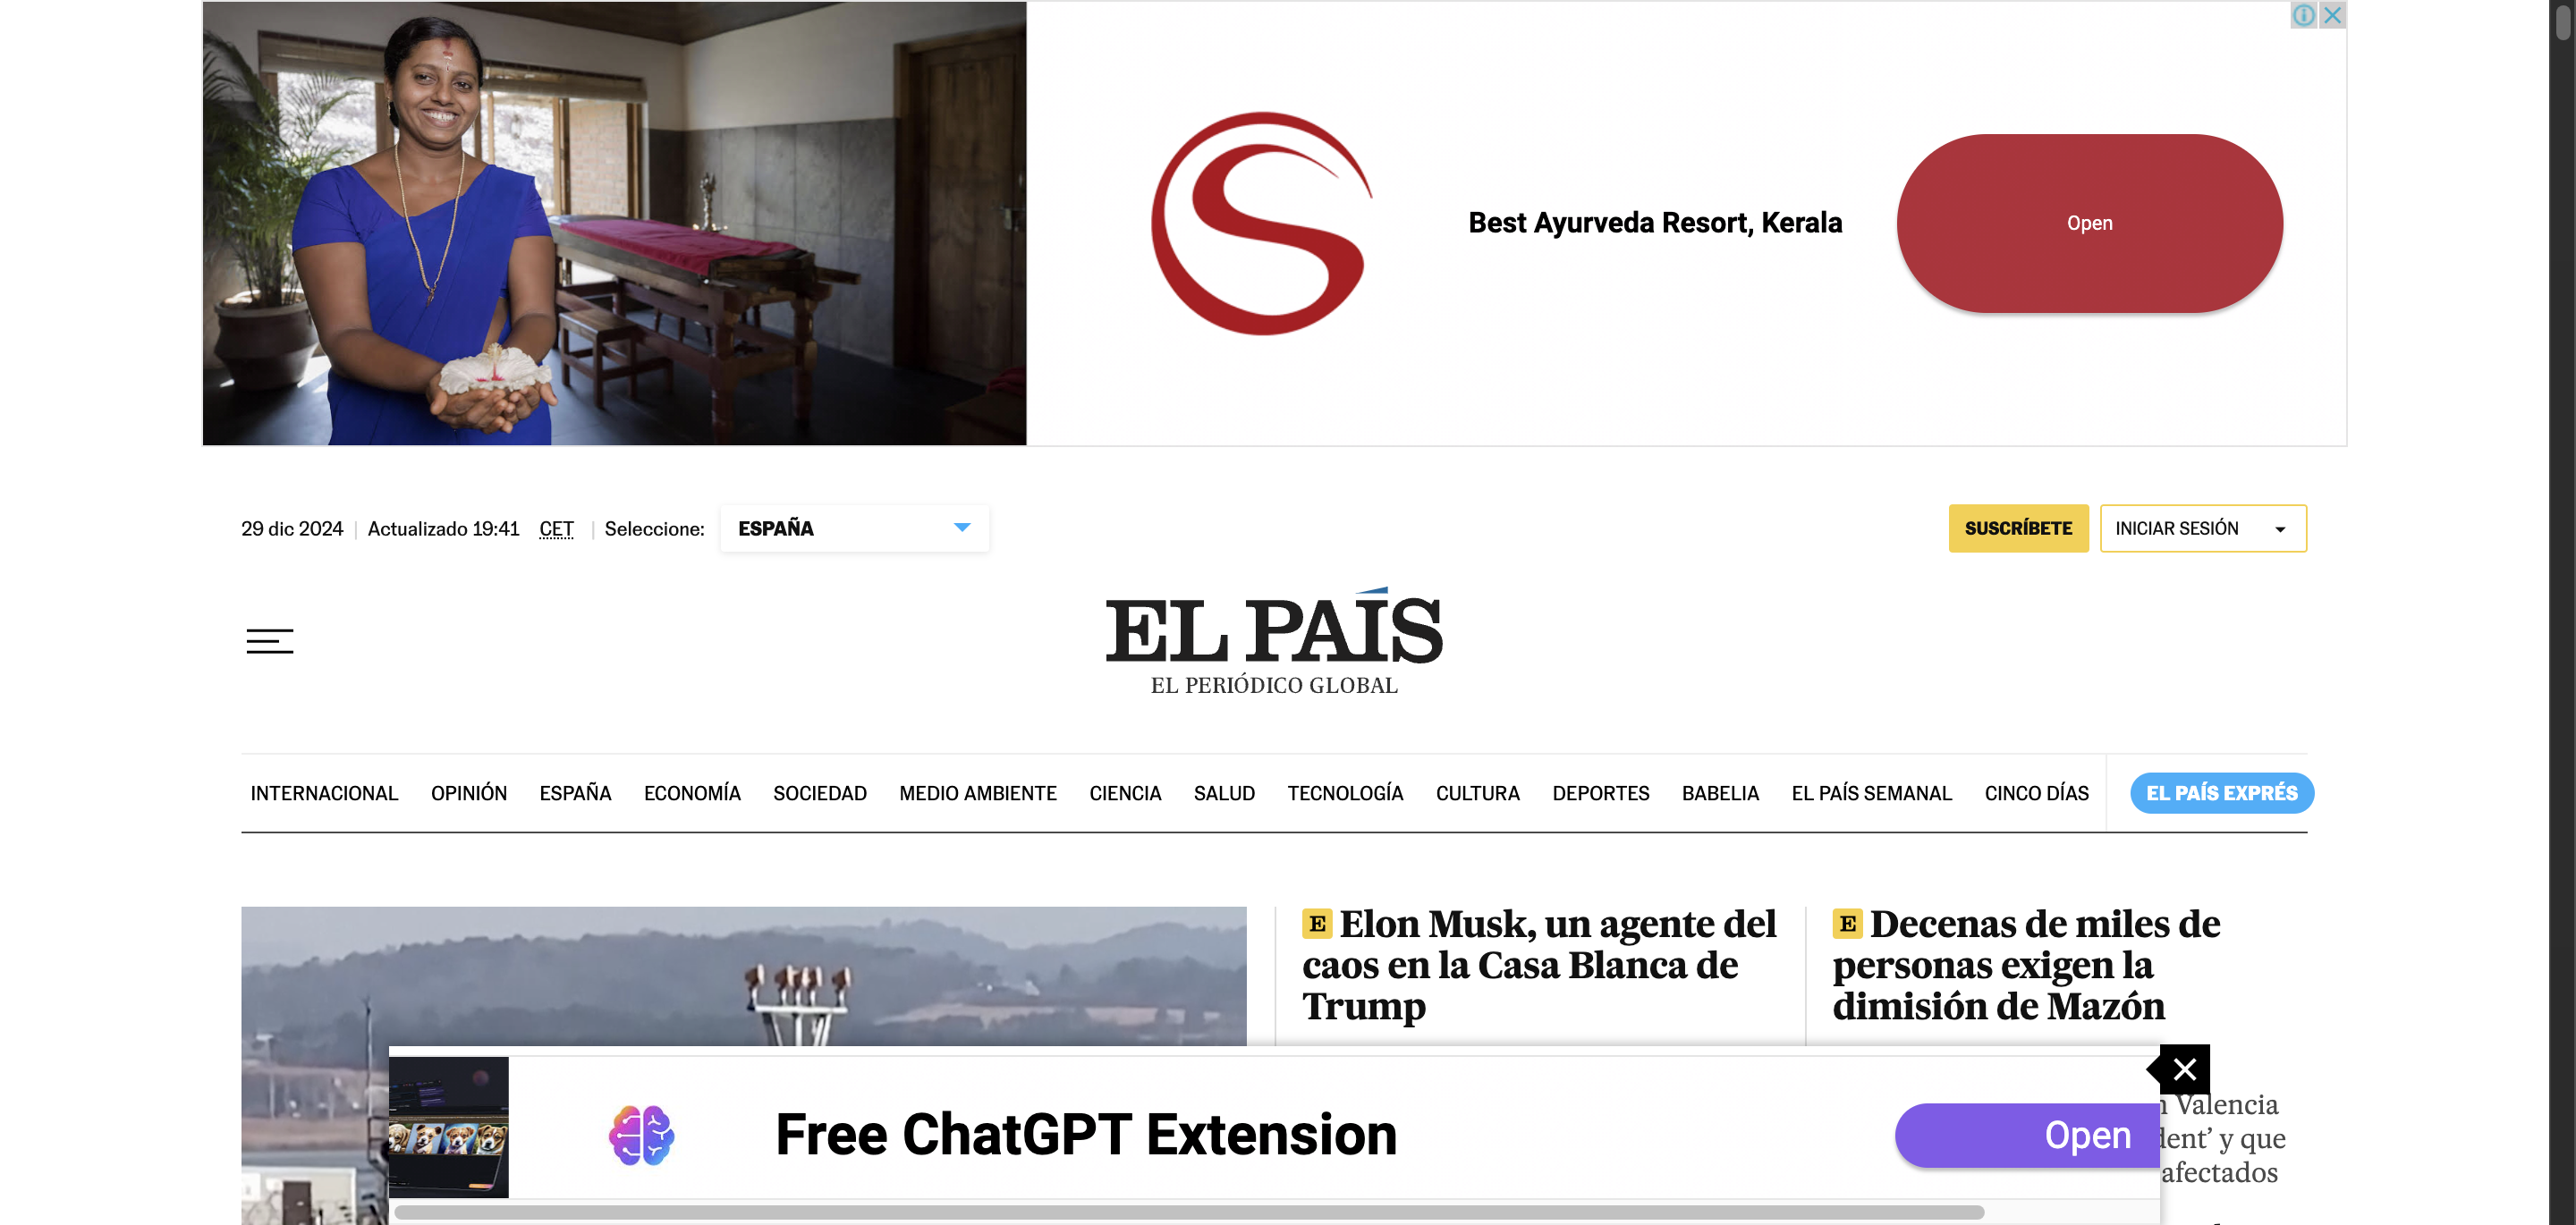 Best Ayurveda Resort, Kerala
Open
29 dic 2024 | Actualizado 19:41 CET | Seleccione: ESPAÑA
SUSCRÍBETE
INICIAR SESIÓN
EL PAÍS
EL PERIÓDICO GLOBAL
INTERNACIONAL OPINIÓN ESPAÑA ECONOMÍA SOCIEDAD MEDIO AMBIENTE CIENCIA SALUD TECNOLOGÍA CULTURA DEPORTES BABELIA EL PAÍS SEMANAL CINCO DÍAS EL PAÍS EXPRÉS
E Elon Musk, un agente del
caos en la Casa Blanca de
Trump
E Decenas de miles de
personas exigen la
dimisión de Mazón
Valencia
dent’ y que
afectados
Free ChatGPT Extension
Open